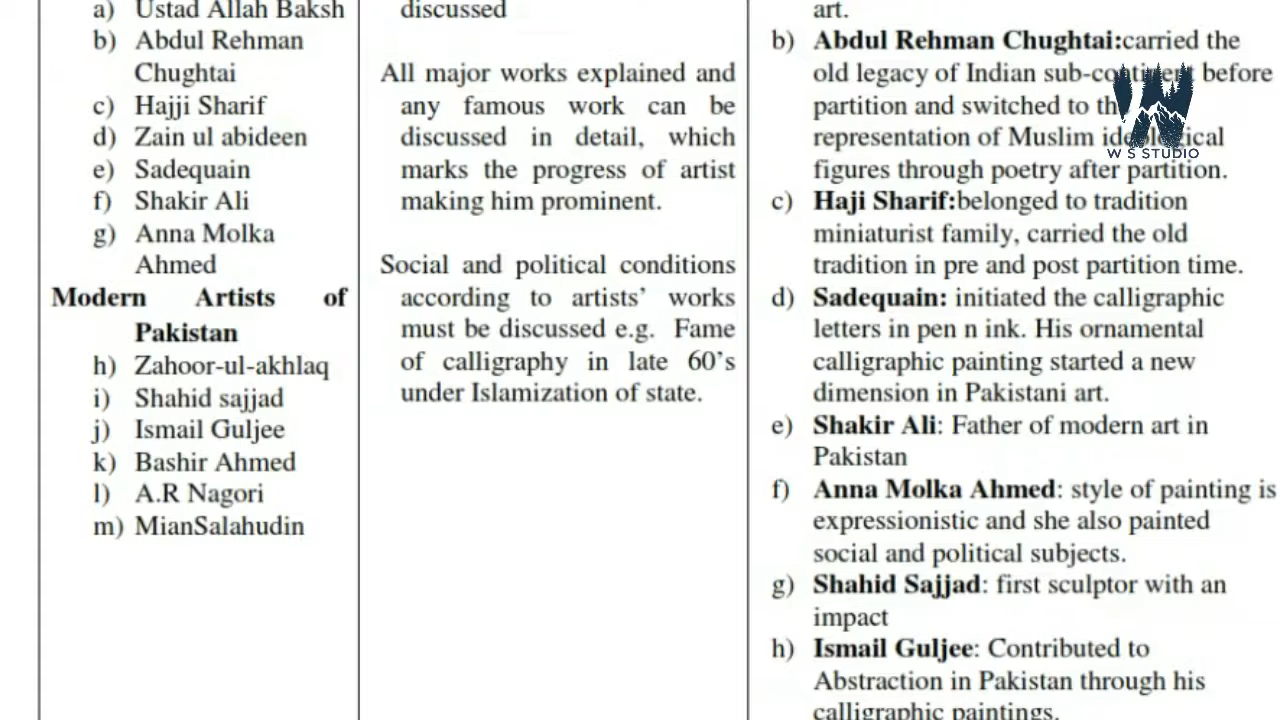 a) Ustad Allah Baksh
b) Abdul Rehman
Chughtai
c) Hajji Sharif
d) Zain ul abideen
e) Sadequain
f) Shakir Ali
g) Anna Molka
Ahmed
Modern Artists of
Pakistan
h) Zahoor-ul-akhlaq
i) Shahid sajjad
j) Ismail Guljee
k) Bashir Ahmed
l) A.R Nagori
m) MianSalahudin
discussed
All major works explained and
any famous work can be
discussed in detail, which
marks the progress of artist
making him prominent.
Social and political conditions
according to artists' works
must be discussed e.g. Fame
of calligraphy in late 60's
under Islamization of state.
art.
b) Abdul Rehman Chughtai:carried the
old legacy of Indian sub-continent before
partition and switched to the
representation of Muslim ideological
figures through poetry after partition.
c) Haji Sharif:belonged to tradition
miniaturist family, carried the old
tradition in pre and post partition time.
d) Sadequain: initiated the calligraphic
letters in pen n ink. His ornamental
calligraphic painting started a new
dimension in Pakistani art.
e) Shakir Ali: Father of modern art in
Pakistan
f) Anna Molka Ahmed: style of painting is
expressionistic and she also painted
social and political subjects.
g) Shahid Sajjad: first sculptor with an
impact
h) Ismail Guljee: Contributed to
Abstraction in Pakistan through his
calligraphic paintings.
W S STUDIO